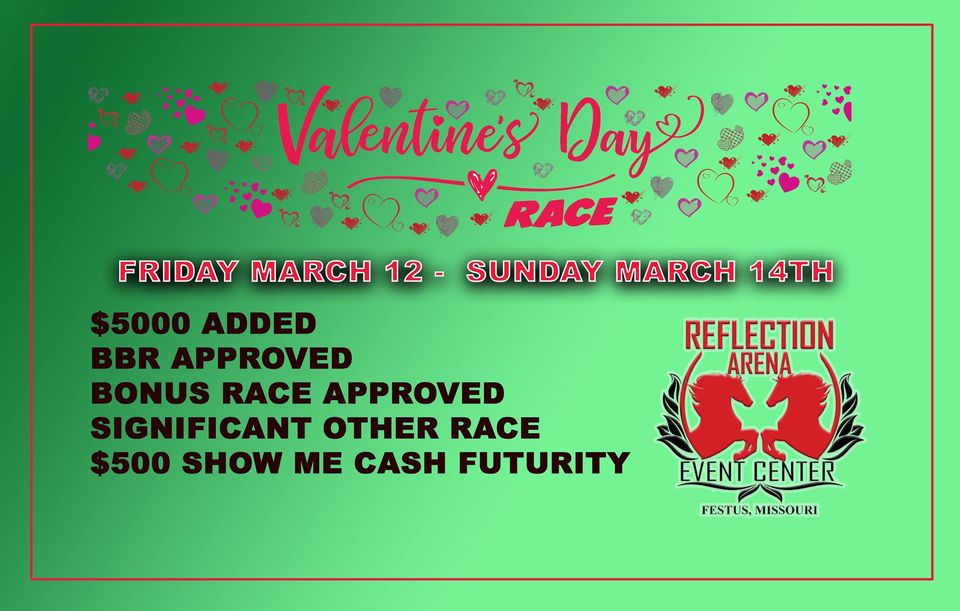 Valentine's Day
RACE
FRIDAY MARCH 12 - SUNDAY MARCH 14TH
$5000 ADDED
BBR APPROVED
BONUS RACE APPROVED
SIGNIFICANT OTHER RACE
$500 SHOW ME CASH FUTURITY
REFLECTION
ARENA
EVENT CENTER
FESTUS, MISSOURI